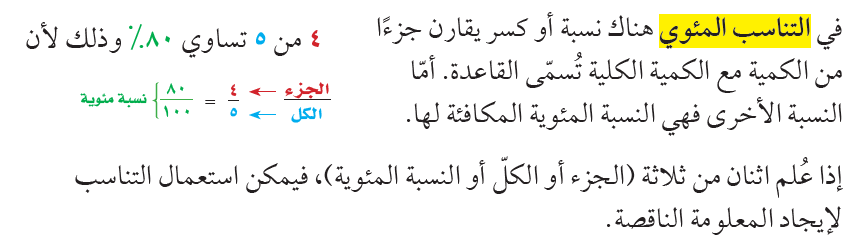 في التناسب المئوي هناك نسبة أو كسر يقارن جزءًا
من الكمية مع الكمية الكلية تُسمّى القاعدة. أمّا
النسبة الأخرى فهي النسبة المئوية المكافئة لها.
٤ من ٥ تساوي ٨٠٪ وذلك لأن
الجزء ← ٤ = ٨٠ } نسبة مئوية
الكل ← ٥ ١٠٠
إذا عُلم اثنان من ثلاثة (الجزء أو الكلّ أو النسبة المئوية)، فيمكن استعمال التناسب
لإيجاد المعلومة الناقصة.